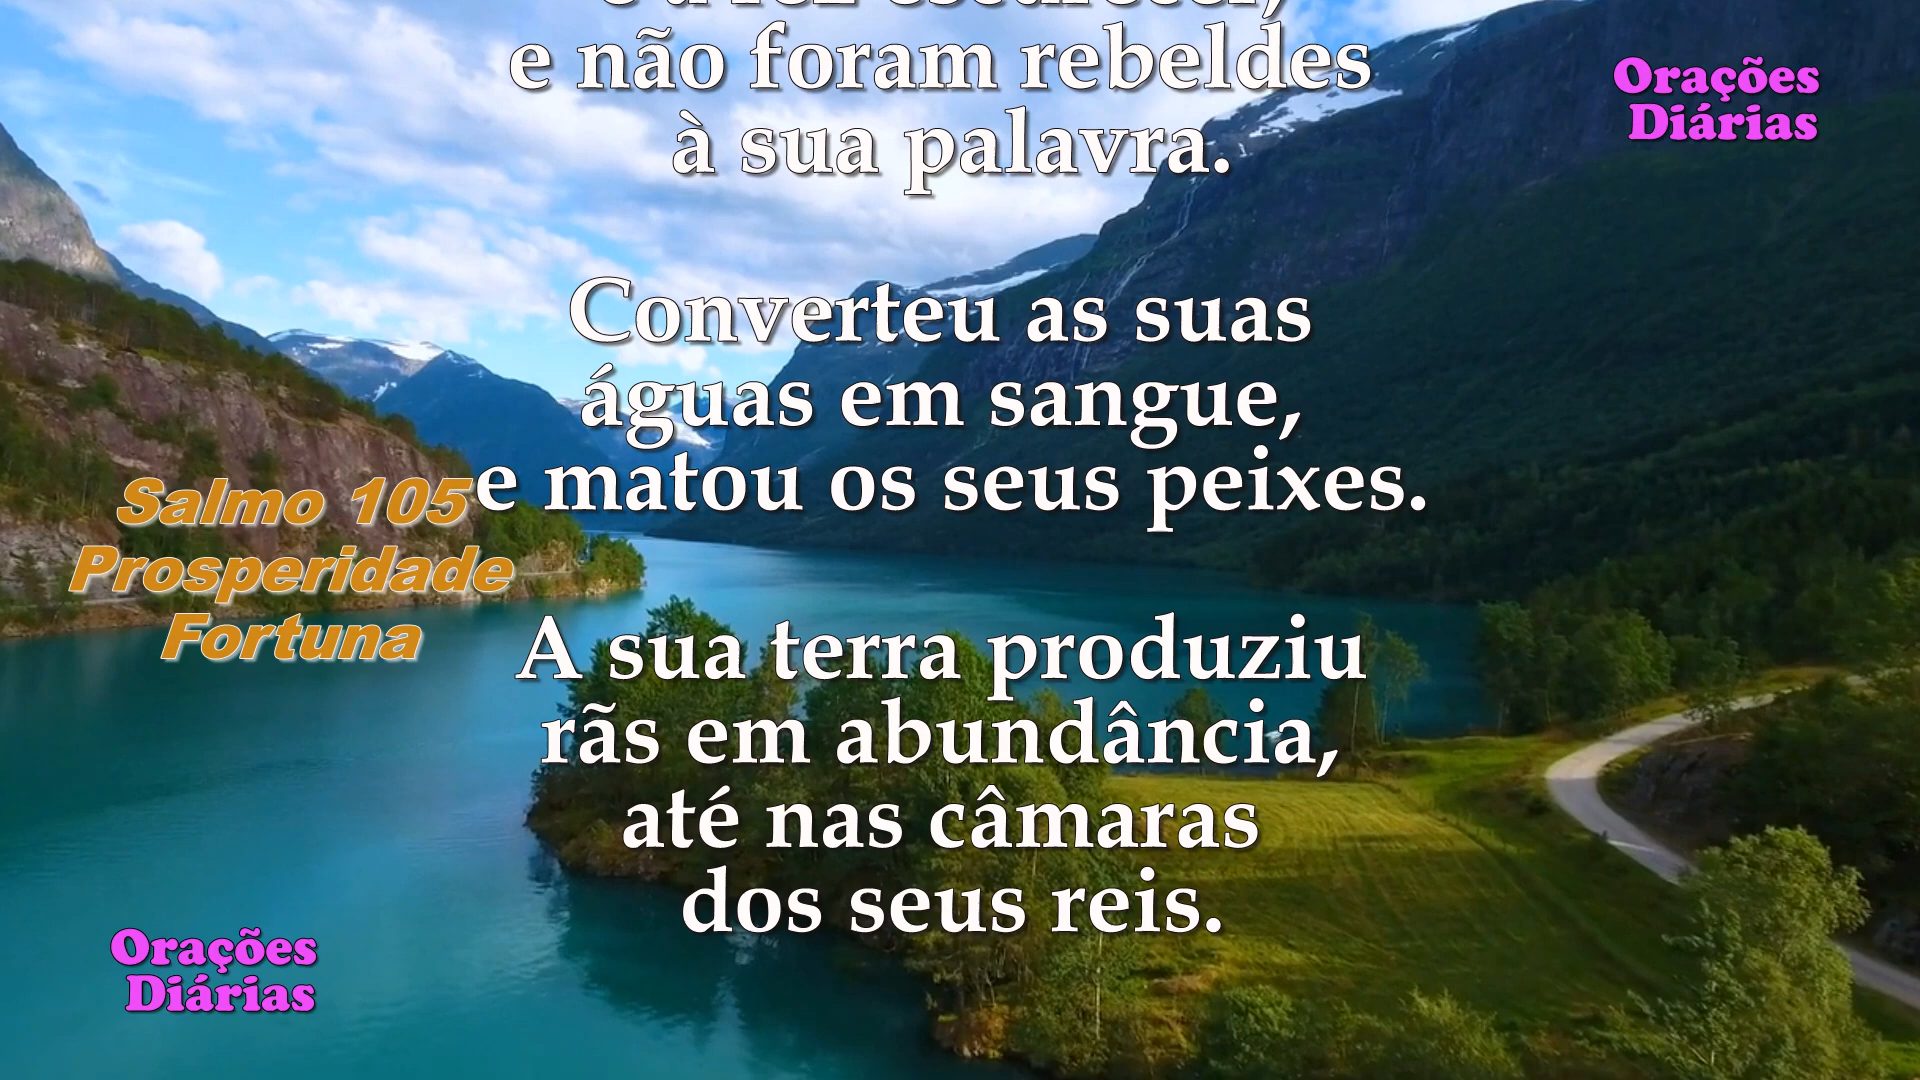 e não foram rebeldes
à sua palavra.
Converteu as suas
águas em sangue,
e matou os seus peixes.
A sua terra produziu
rãs em abundância,
até nas câmaras
dos seus reis.
Orações
Diárias
Salmo 105
Prosperidade
Fortuna
Orações
Diárias